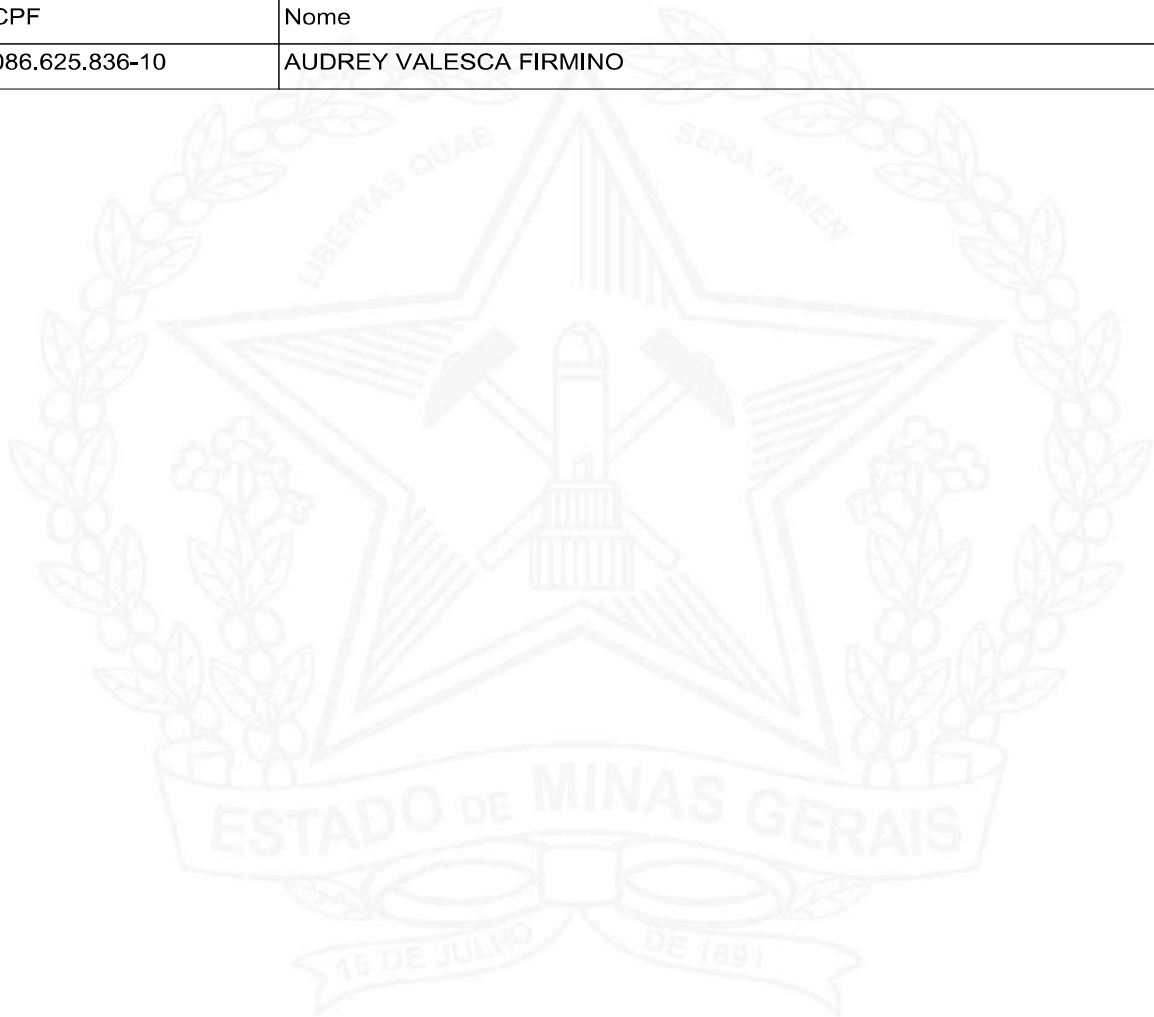 CPF Nome
086.625.836-10 AUDREY VALESCA FIRMINO
LIBERTAS QUAE SERA TAMEN
ESTADO DE MINAS GERAIS
15 DE JULHO DE 1891